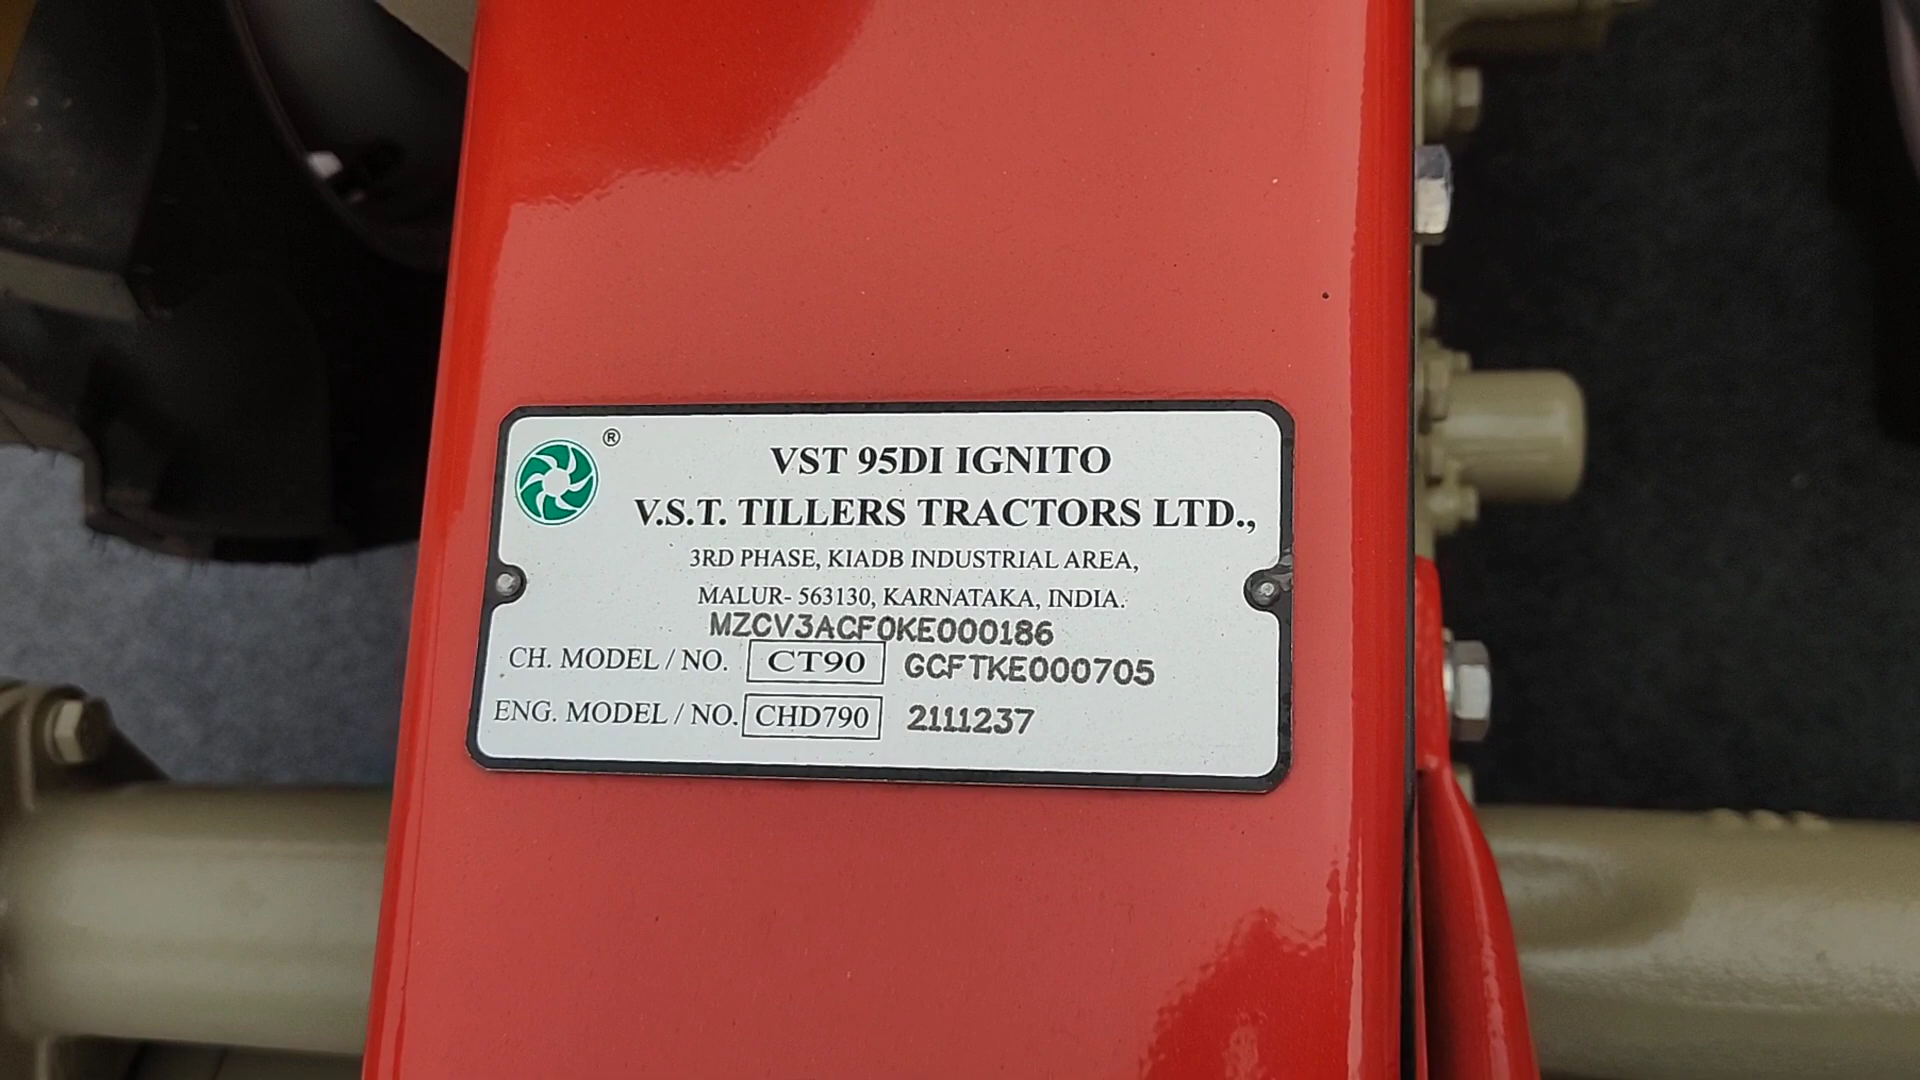 ®
VST 95DI IGNITO
V.S.T. TILLERS TRACTORS LTD.,
3RD PHASE, KIADB INDUSTRIAL AREA,
MALUR- 563130, KARNATAKA, INDIA.
MZCV3ACF0KE000186
CH. MODEL / NO. CT90 GCFTKE000705
ENG. MODEL / NO. CHD790 2111237